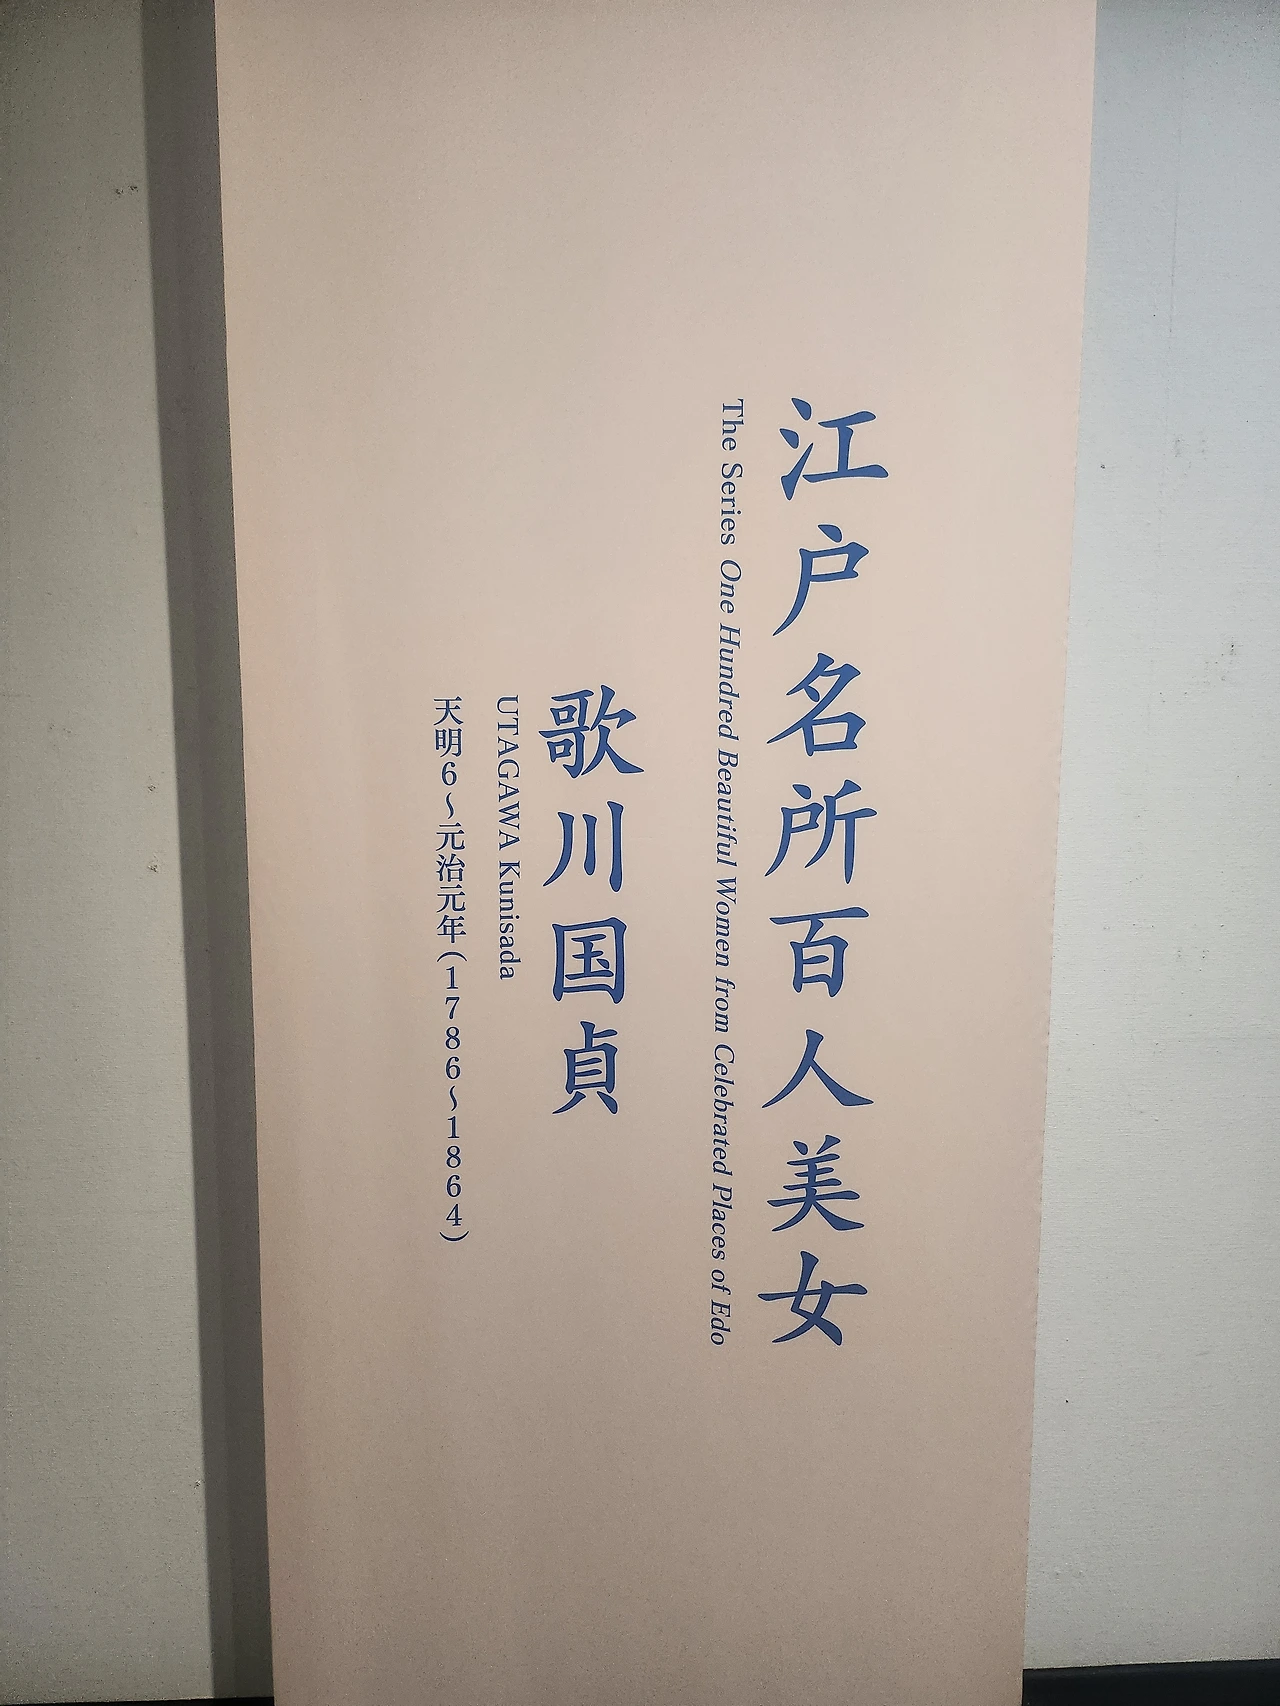 江戸名所百人美女
The Series One Hundred Beautiful Women from Celebrated Places of Edo
歌川国貞
UTAGAWA Kunisada
天明6〜元治元年(1786〜1864)